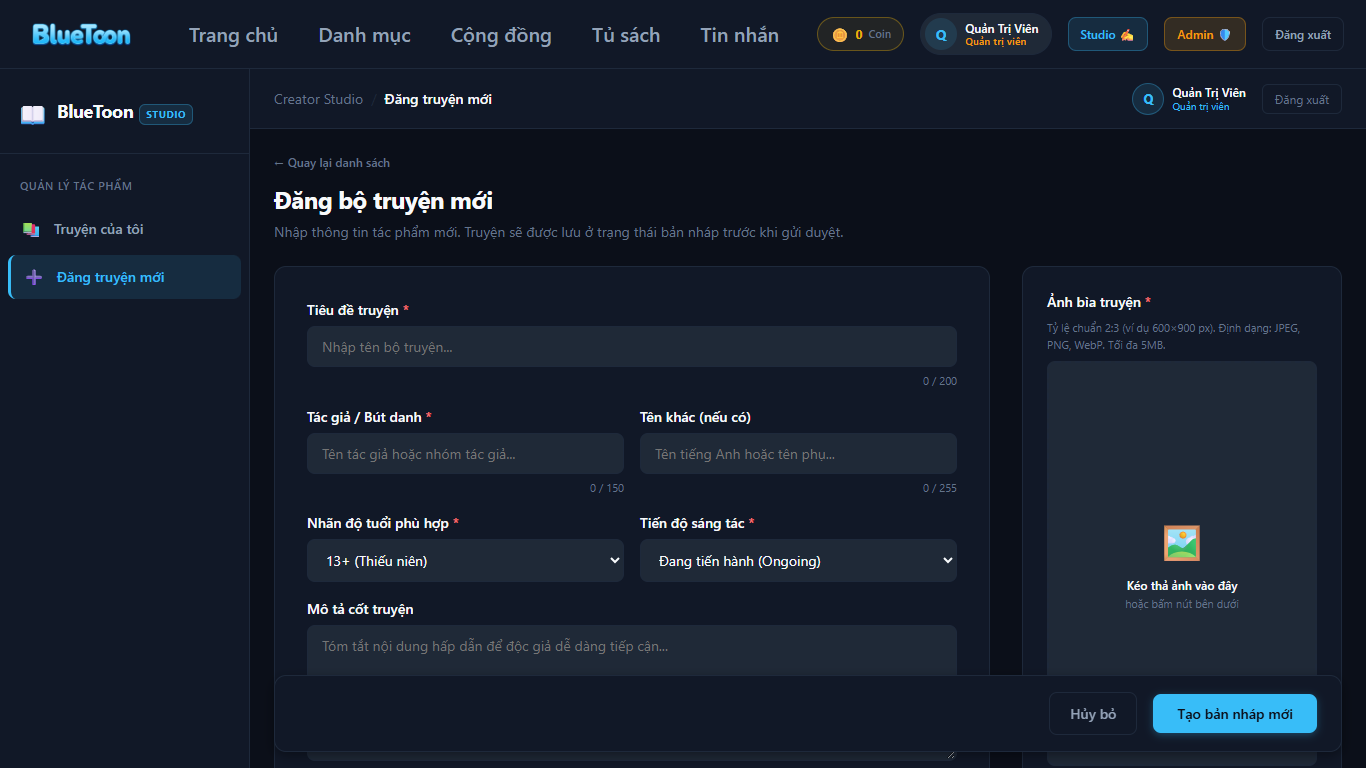 BlueToon
Trang chủ
Danh mục
Cộng đồng
Tủ sách
Tin nhắn
0 Coin
Q
Quản Trị Viên
Quản trị viên
Studio
Admin
Đăng xuất
BlueToon STUDIO
Creator Studio / Đăng truyện mới
Q
Quản Trị Viên
Quản trị viên
Đăng xuất
QUẢN LÝ TÁC PHẨM
Truyện của tôi
Đăng truyện mới
← Quay lại danh sách
Đăng bộ truyện mới
Nhập thông tin tác phẩm mới. Truyện sẽ được lưu ở trạng thái bản nháp trước khi gửi duyệt.
Tiêu đề truyện *
Nhập tên bộ truyện...
0 / 200
Tác giả / Bút danh *
Tên tác giả hoặc nhóm tác giả...
0 / 150
Tên khác (nếu có)
Tên tiếng Anh hoặc tên phụ...
0 / 255
Nhãn độ tuổi phù hợp *
13+ (Thiếu niên)
Tiến độ sáng tác *
Đang tiến hành (Ongoing)
Mô tả cốt truyện
Tóm tắt nội dung hấp dẫn để độc giả dễ dàng tiếp cận...
Ảnh bìa truyện *
Tỷ lệ chuẩn 2:3 (ví dụ 600×900 px). Định dạng: JPEG,
PNG, WebP. Tối đa 5MB.
Kéo thả ảnh vào đây
hoặc bấm nút bên dưới
Hủy bỏ
Tạo bản nháp mới